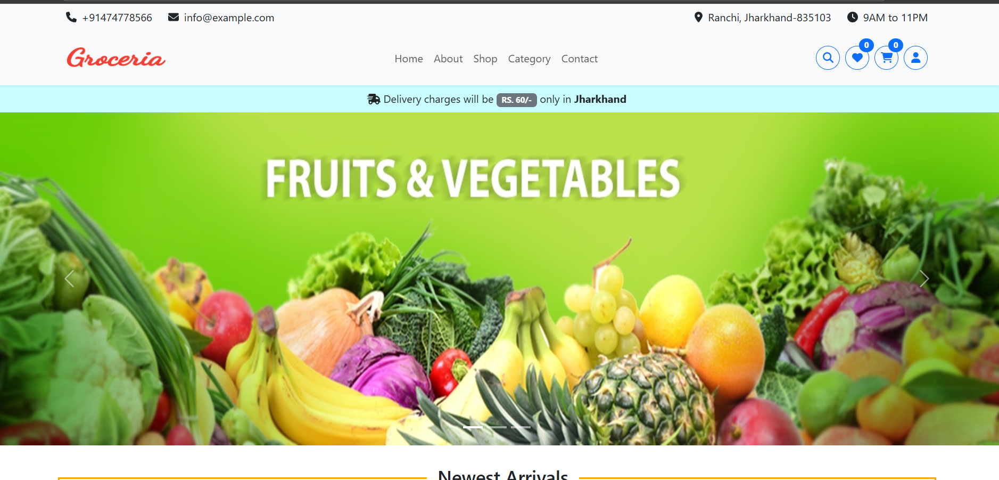 +91474778566 info@example.com Ranchi, Jharkhand-835103 9AM to 11PM
Groceria Home About Shop Category Contact 0 0
Delivery charges will be RS. 60/- only in Jharkhand
FRUITS & VEGETABLES
Newest Arrivals